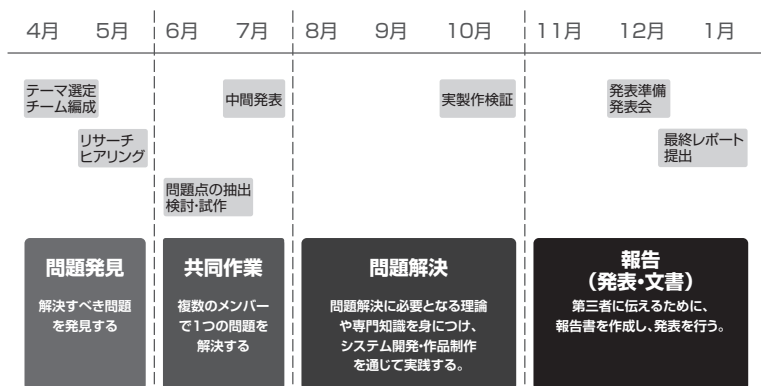 4月 5月 6月 7月 8月 9月 10月 11月 12月 1月
テーマ選定
チーム編成
リサーチ
ヒアリング
問題点の抽出
検討･試作
中間発表
実製作検証
発表準備
発表会
最終レポート
提出
問題発見
解決すべき問題
を発見する
共同作業
複数のメンバー
で1つの問題を
解決する
問題解決
問題解決に必要となる理論
や専門知識を身につけ、
システム開発･作品制作
を通じて実践する。
報告
（発表･文書）
第三者に伝えるために、
報告書を作成し、発表を行う。